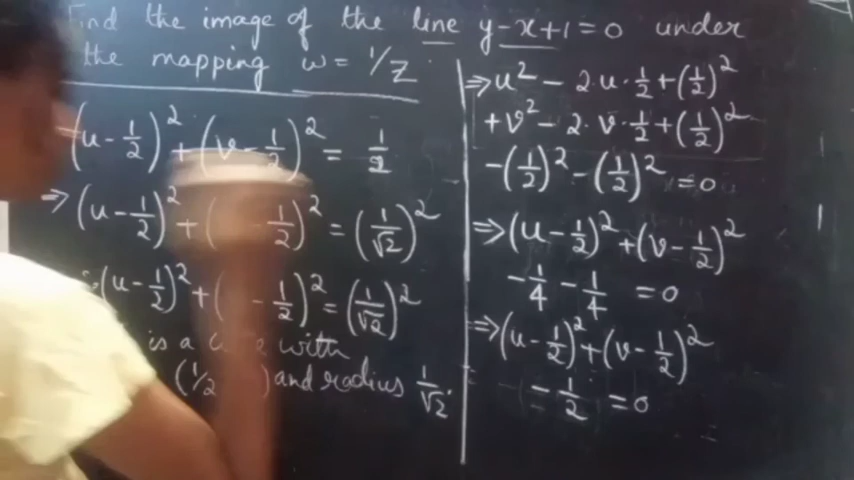 Find the image of the line y-x+1=0 under
the mapping ω = 1/Z
(u-1/2)² + (v-1/2)² = 1/2
⇒ (u-1/2)² + ( -1/2)² = (1/√2)²
(u-1/2)² + ( -1/2)² = (1/√2)²
is a with
(1/2 ) and radius 1/√2.
⇒ u² - 2·u·1/2 + (1/2)²
+ v² - 2·v·1/2 + (1/2)²
- (1/2)² - (1/2)² = 0
⇒ (u-1/2)² + (v-1/2)²
- 1/4 - 1/4 = 0
⇒ (u-1/2)² + (v-1/2)²
- 1/2 = 0